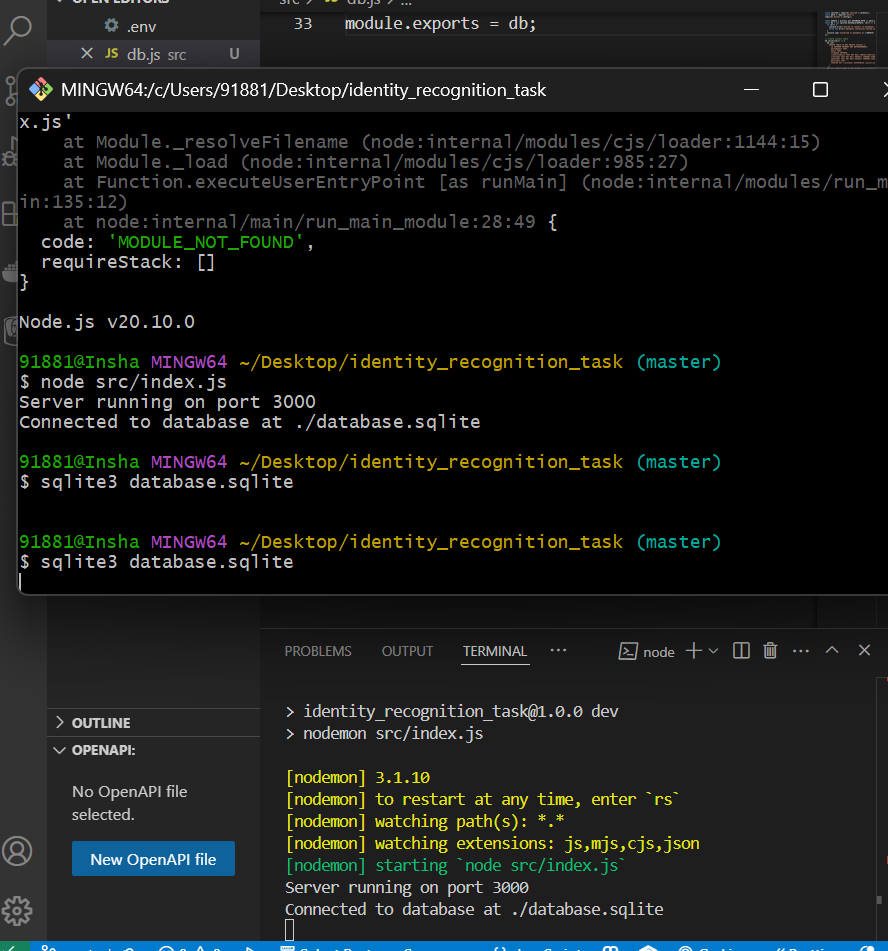 OPEN EDITORS
.env
JS db.js src U
src > JS db.js > ...
33 module.exports = db;
MINGW64:/c/Users/91881/Desktop/identity_recognition_task
x.js'
at Module._resolveFilename (node:internal/modules/cjs/loader:1144:15)
at Module._load (node:internal/modules/cjs/loader:985:27)
at Function.executeUserEntryPoint [as runMain] (node:internal/modules/run_m
in:135:12)
at node:internal/main/run_main_module:28:49 {
code: 'MODULE_NOT_FOUND',
requireStack: []
}
Node.js v20.10.0
91881@Insha MINGW64 ~/Desktop/identity_recognition_task (master)
$ node src/index.js
Server running on port 3000
Connected to database at ./database.sqlite
91881@Insha MINGW64 ~/Desktop/identity_recognition_task (master)
$ sqlite3 database.sqlite
91881@Insha MINGW64 ~/Desktop/identity_recognition_task (master)
$ sqlite3 database.sqlite
PROBLEMS OUTPUT TERMINAL ... node
> identity_recognition_task@1.0.0 dev
> nodemon src/index.js
[nodemon] 3.1.10
[nodemon] to restart at any time, enter `rs`
[nodemon] watching path(s): *.*
[nodemon] watching extensions: js,mjs,cjs,json
[nodemon] starting `node src/index.js`
Server running on port 3000
Connected to database at ./database.sqlite
OUTLINE
OPENAPI:
No OpenAPI file
selected.
New OpenAPI file